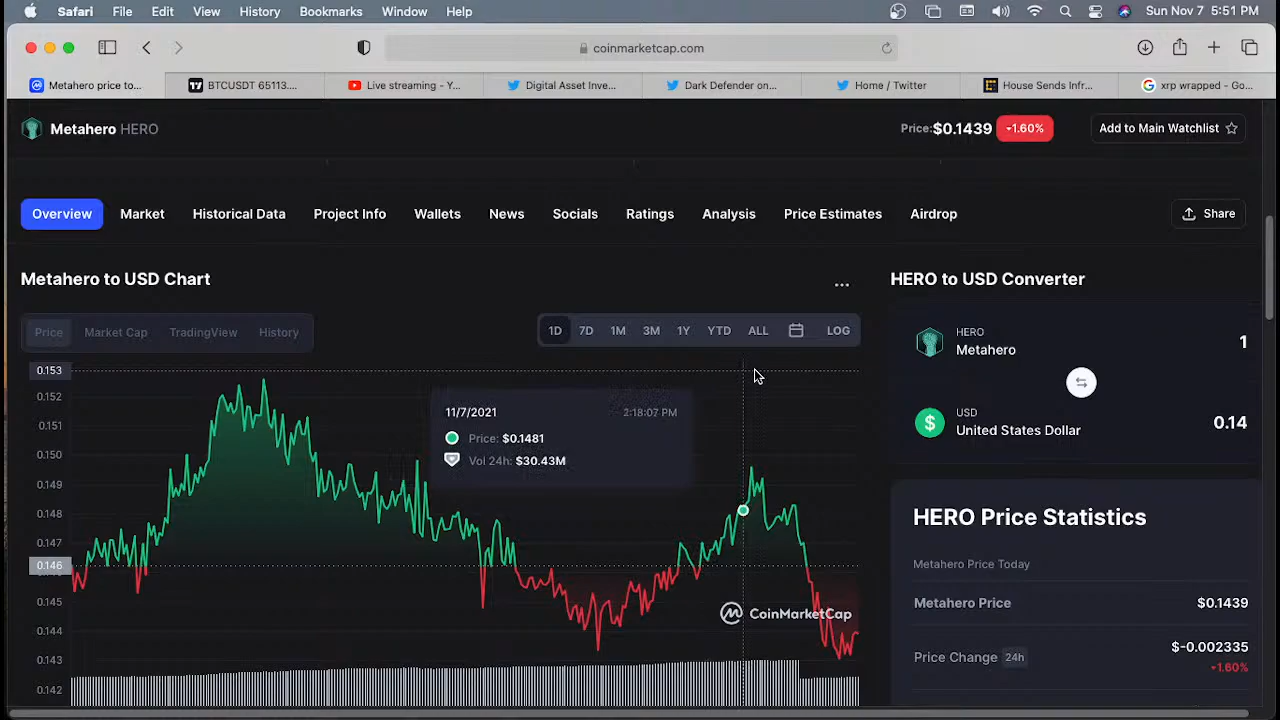 Safari File Edit View History Bookmarks Window Help Sun Nov 7 5:51 PM
coinmarketcap.com
Metahero price to... BTCUSDT 65113.... Live streaming - Y... Digital Asset Inve... Dark Defender on... Home / Twitter House Sends Infr... xrp wrapped - Go...
Metahero HERO Price:$0.1439 1.60% Add to Main Watchlist
Overview Market Historical Data Project Info Wallets News Socials Ratings Analysis Price Estimates Airdrop Share
Metahero to USD Chart
Price Market Cap TradingView History 1D 7D 1M 3M 1Y YTD ALL LOG
0.153
0.152
0.151
0.150
0.149
0.148
0.147
0.146
0.145
0.144
0.143
0.142
11/7/2021 2:18:07 PM
Price: $0.1481
Vol 24h: $30.43M
CoinMarketCap
HERO to USD Converter
HERO
Metahero 1
USD
United States Dollar 0.14
HERO Price Statistics
Metahero Price Today
Metahero Price $0.1439
Price Change 24h $-0.002335
1.60%